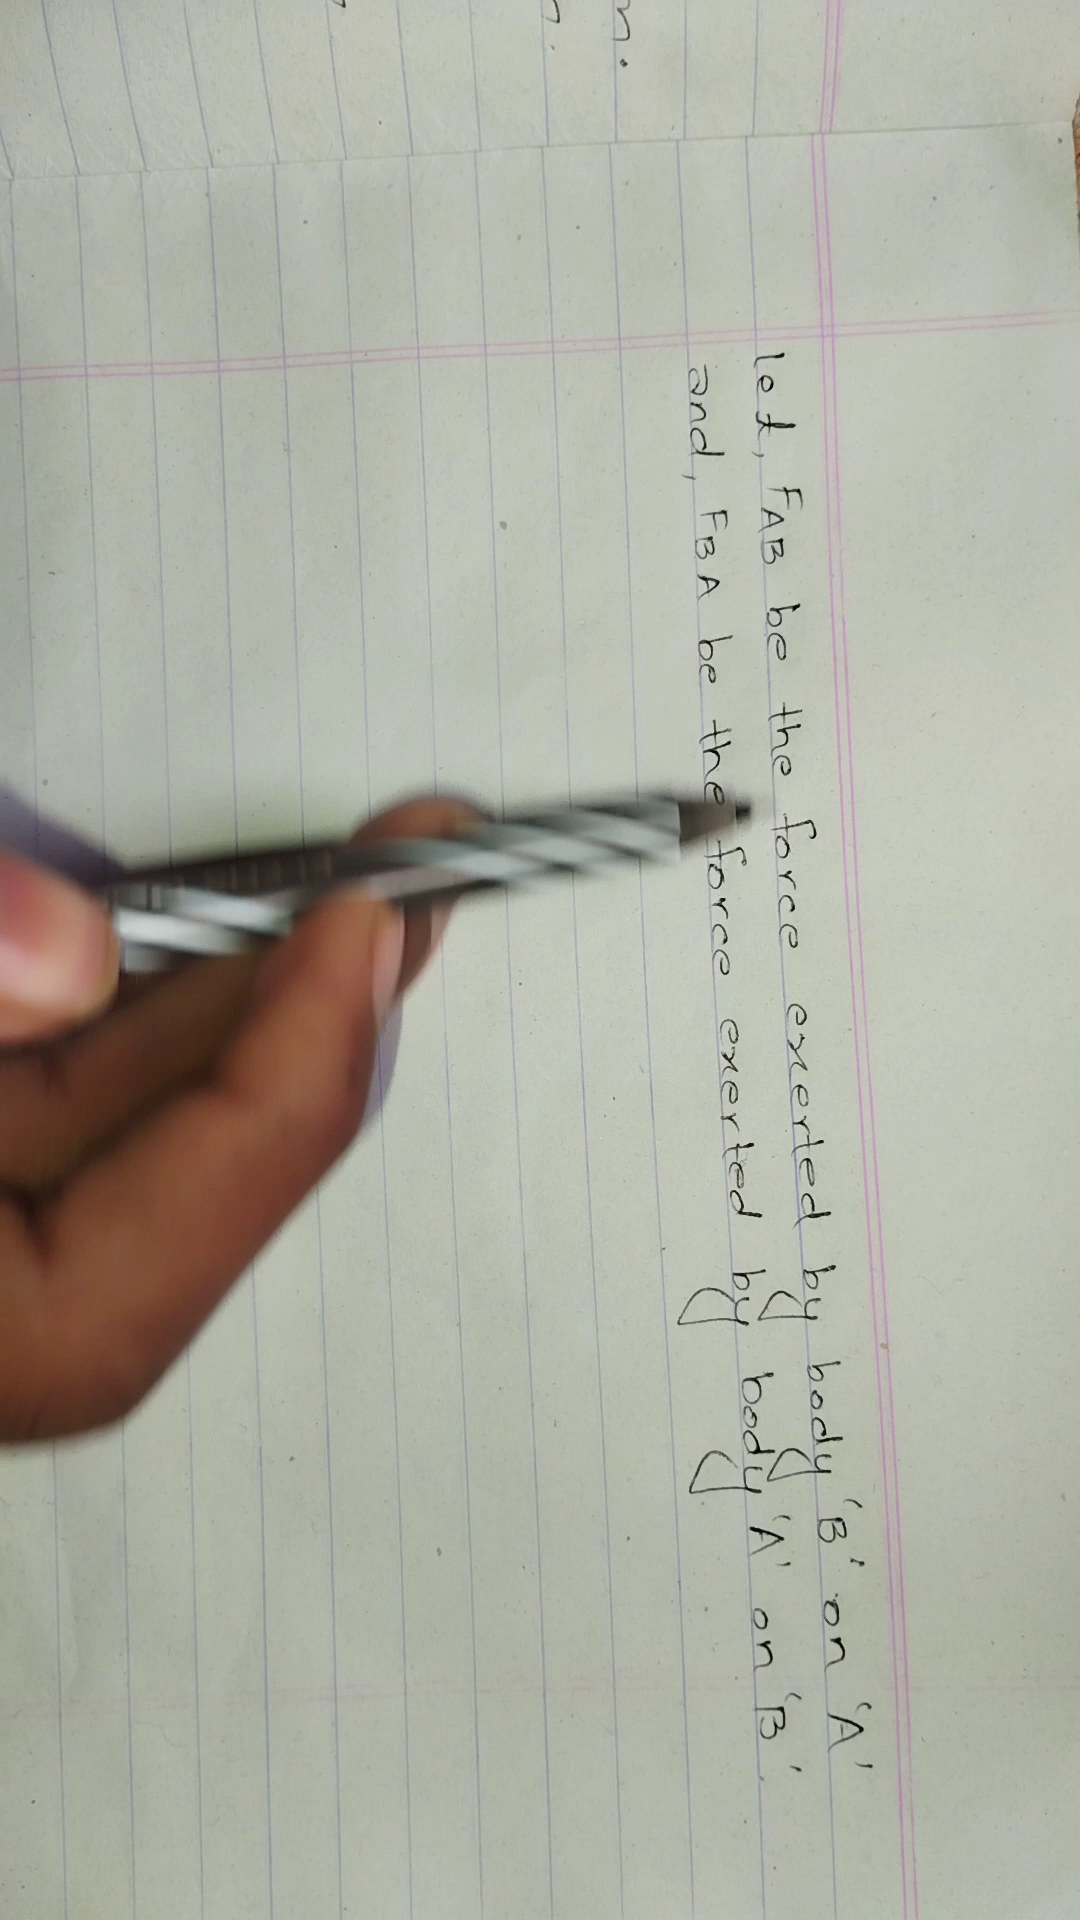 let, FAB be the force exerted by body 'B' on 'A'
and, FBA be the force exerted by body 'A' on 'B'.